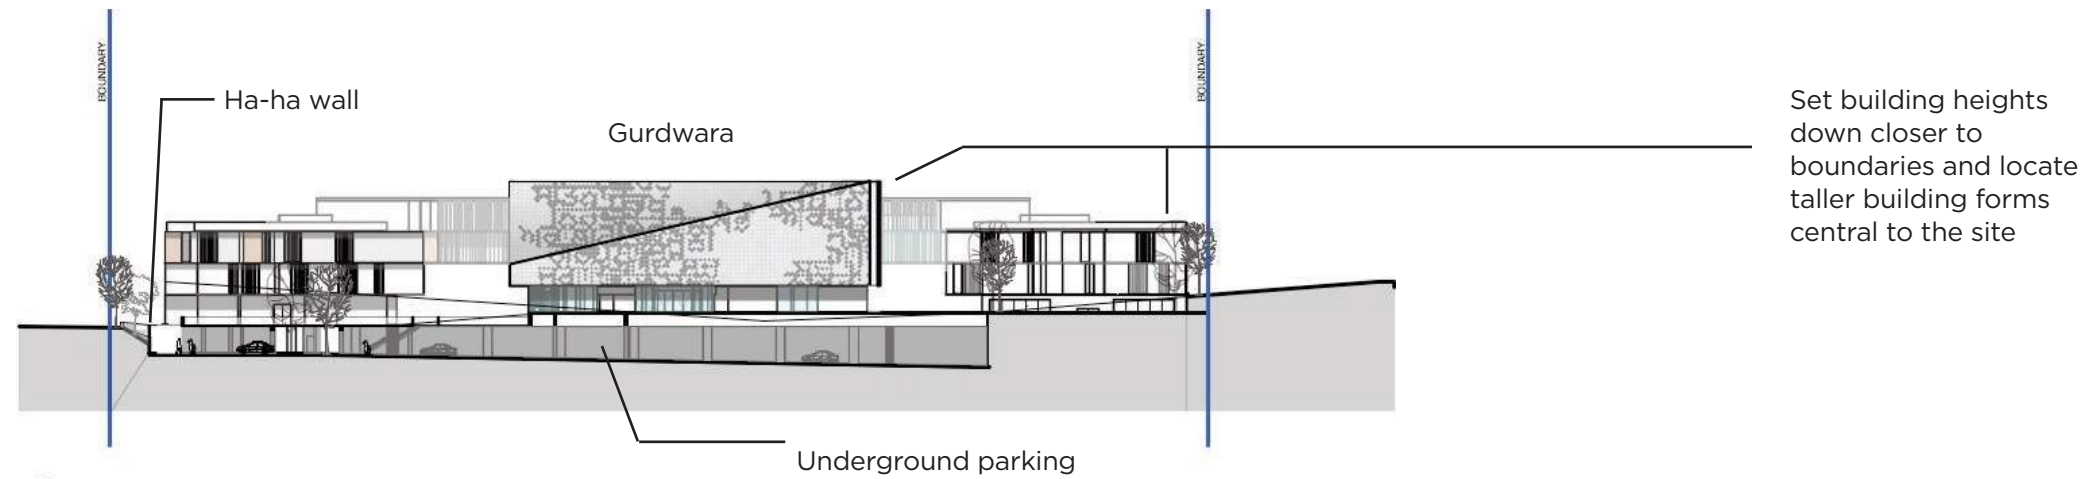 BOUNDARY
BOUNDARY
Ha-ha wall
Gurdwara
Set building heights
down closer to
boundaries and locate
taller building forms
central to the site
Underground parking